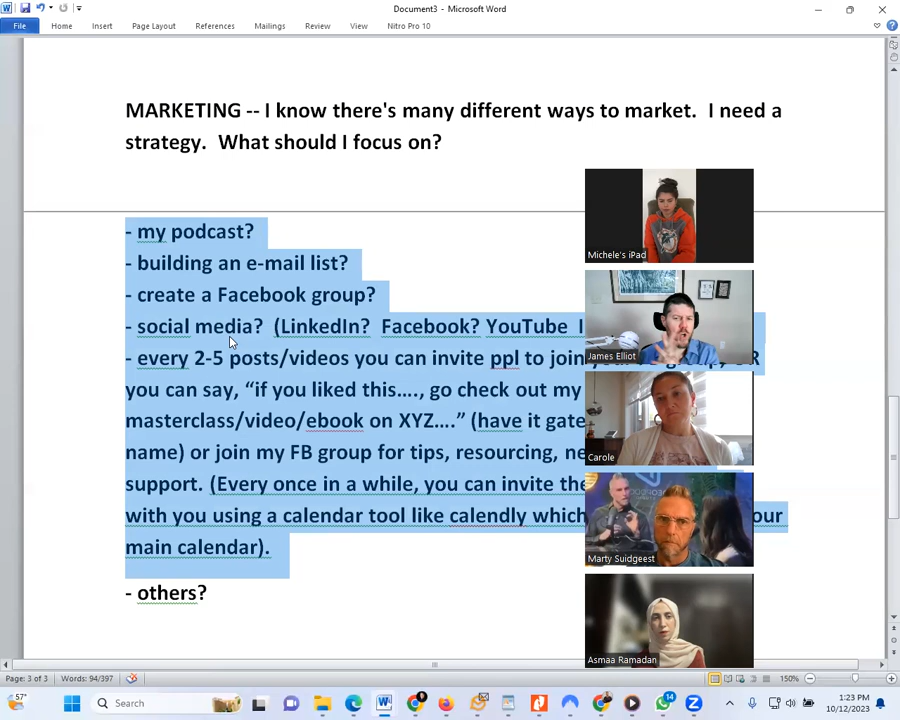 Document3 - Microsoft Word
File Home Insert Page Layout References Mailings Review View Nitro Pro 10
MARKETING -- I know there's many different ways to market. I need a
strategy. What should I focus on?
- my podcast?
- building an e-mail list?
- create a Facebook group?
- social media? (LinkedIn? Facebook? YouTube
- every 2-5 posts/videos you can invite ppl to join
you can say, “if you liked this…., go check out my
masterclass/video/ebook on XYZ….” (have it gate
name) or join my FB group for tips, resourcing, ne
support. (Every once in a while, you can invite the
with you using a calendar tool like calendly which our
main calendar).
- others?
Michele's iPad
James Elliot
Carole
Marty Suidgeest
Asmaa Ramadan
Page: 3 of 3 Words: 94/397 150%
57°
Search
14
1:23 PM
10/12/2023